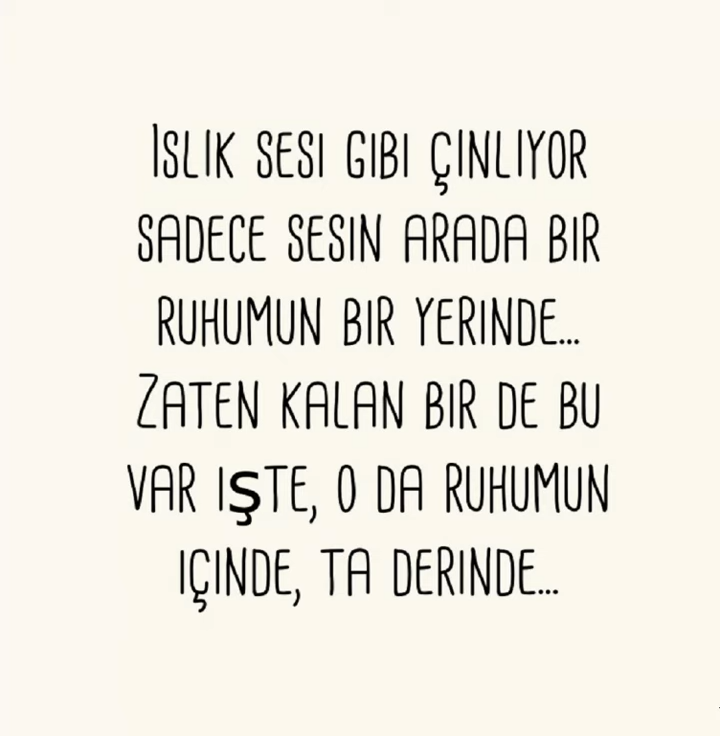 ISLIK SESI GIBI ÇINLIYOR
SADECE SESIN ARADA BIR
RUHUMUN BIR YERINDE...
ZATEN KALAN BIR DE BU
VAR IŞTE, O DA RUHUMUN
IÇINDE, TA DERINDE...